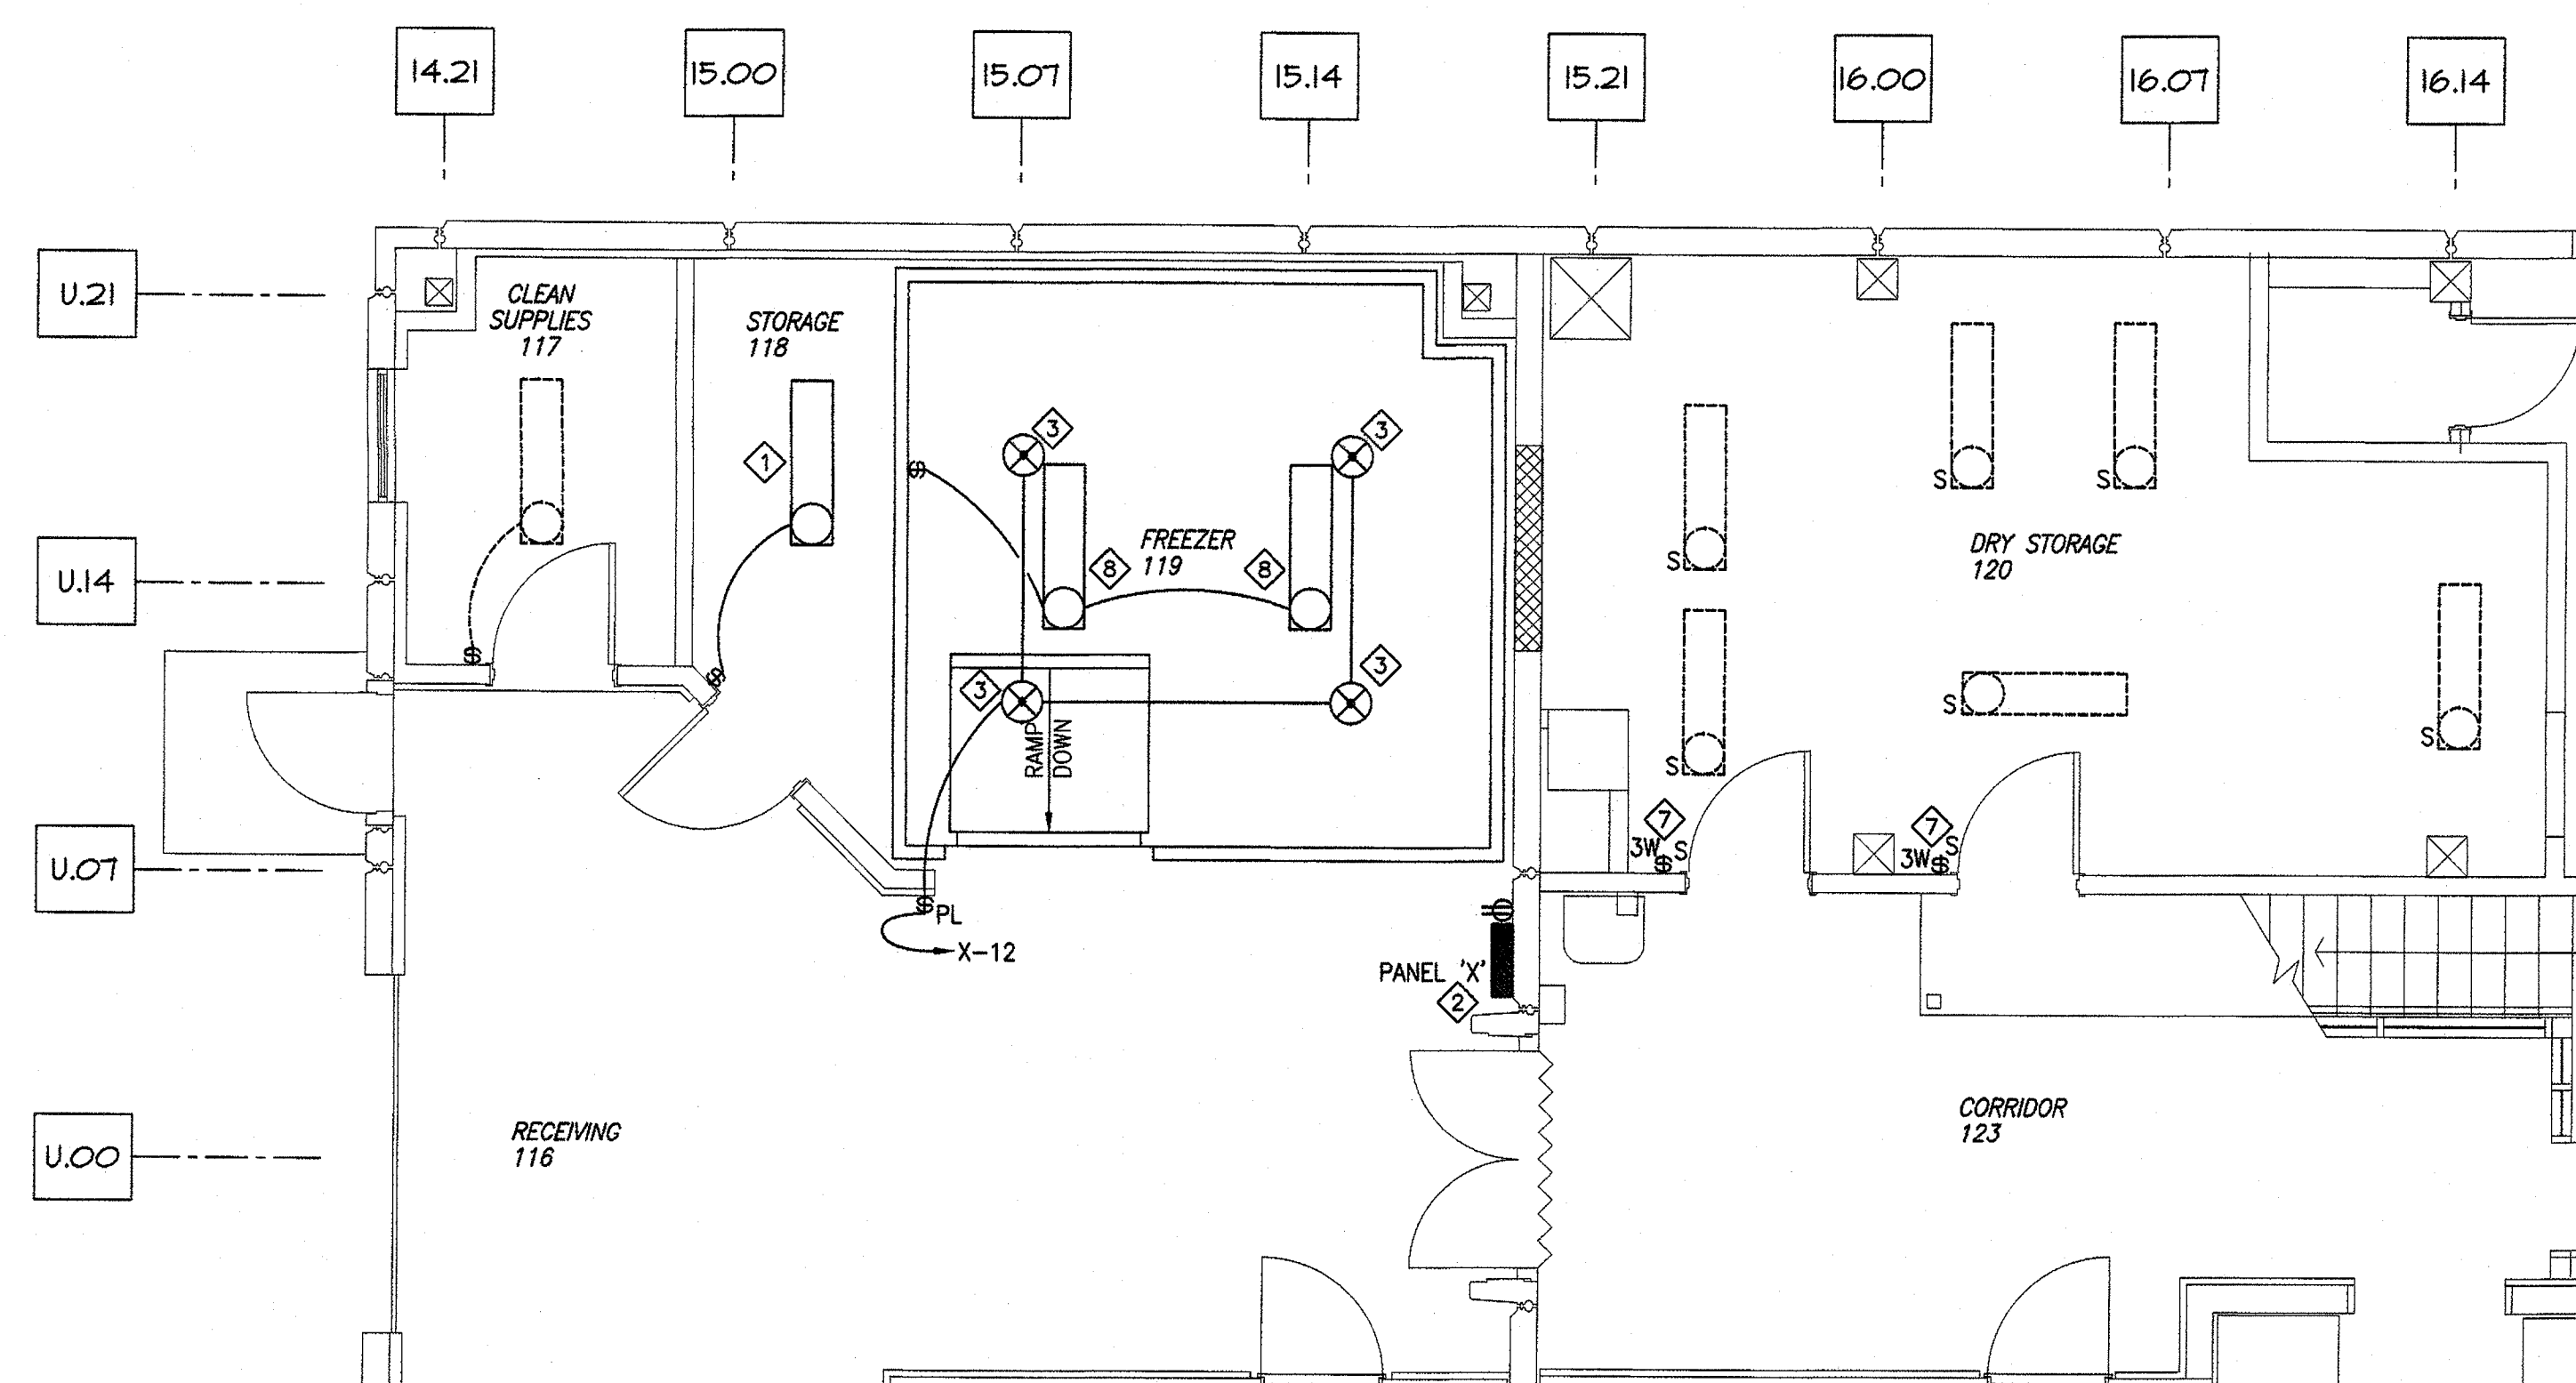 14.21
15.00
15.07
15.14
15.21
16.00
16.07
16.14
U.21
U.14
U.07
U.00
CLEAN
SUPPLIES
117
STORAGE
118
1
3
3
FREEZER
119
8
8
3
3
RAMP
DOWN
$
$
$
$ PL
X-12
S
S
S
S
S
S
DRY STORAGE
120
7
3W $ S
7
3W $ S
PANEL 'X'
2
RECEIVING
116
CORRIDOR
123